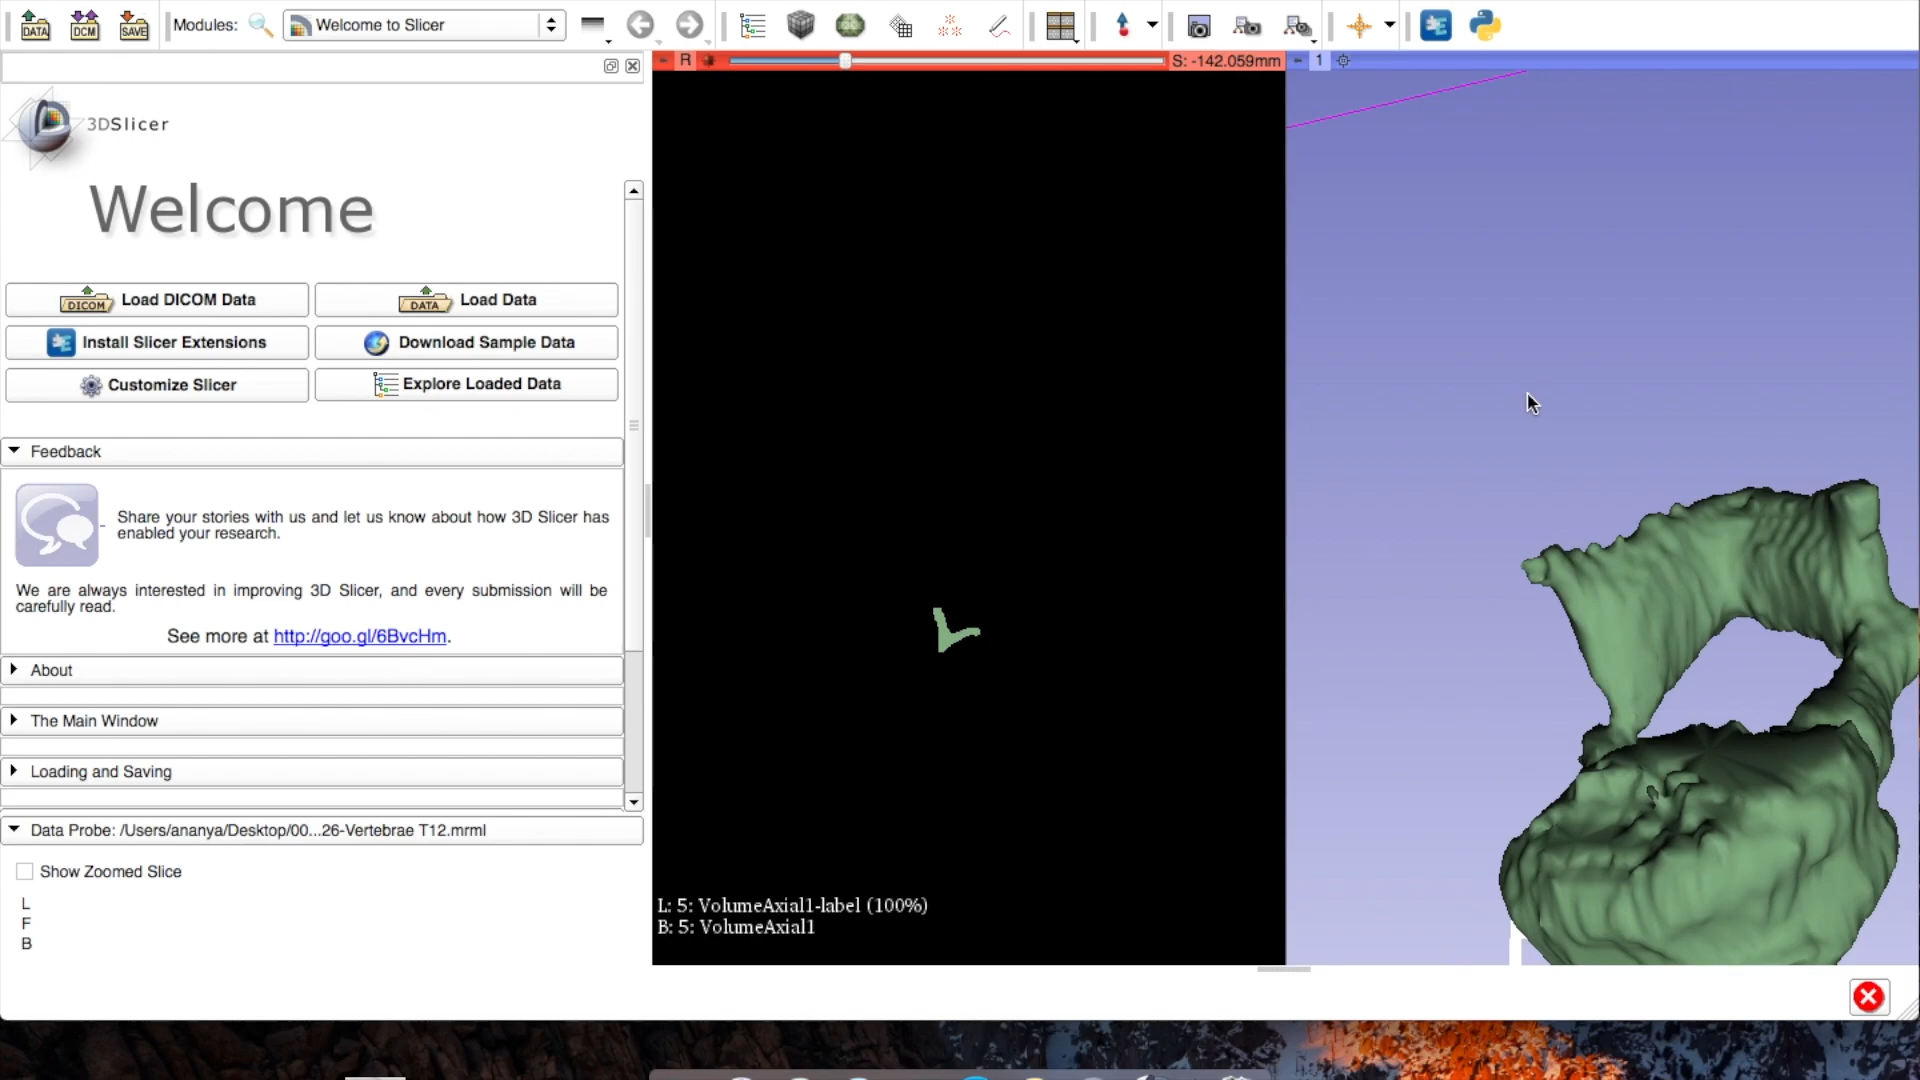 DATA
DCM
SAVE
Modules:
Welcome to Slicer
R
S: -142.059mm
1
3DSlicer
Welcome
DICOM
Load DICOM Data
DATA
Load Data
Install Slicer Extensions
Download Sample Data
Customize Slicer
Explore Loaded Data
Feedback
Share your stories with us and let us know about how 3D Slicer has
enabled your research.
We are always interested in improving 3D Slicer, and every submission will be
carefully read.
See more at http://goo.gl/6BvcHm.
About
The Main Window
Loading and Saving
Data Probe: /Users/ananya/Desktop/00...26-Vertebrae T12.mrml
Show Zoomed Slice
L
F
B
L: 5: VolumeAxial1-label (100%)
B: 5: VolumeAxial1